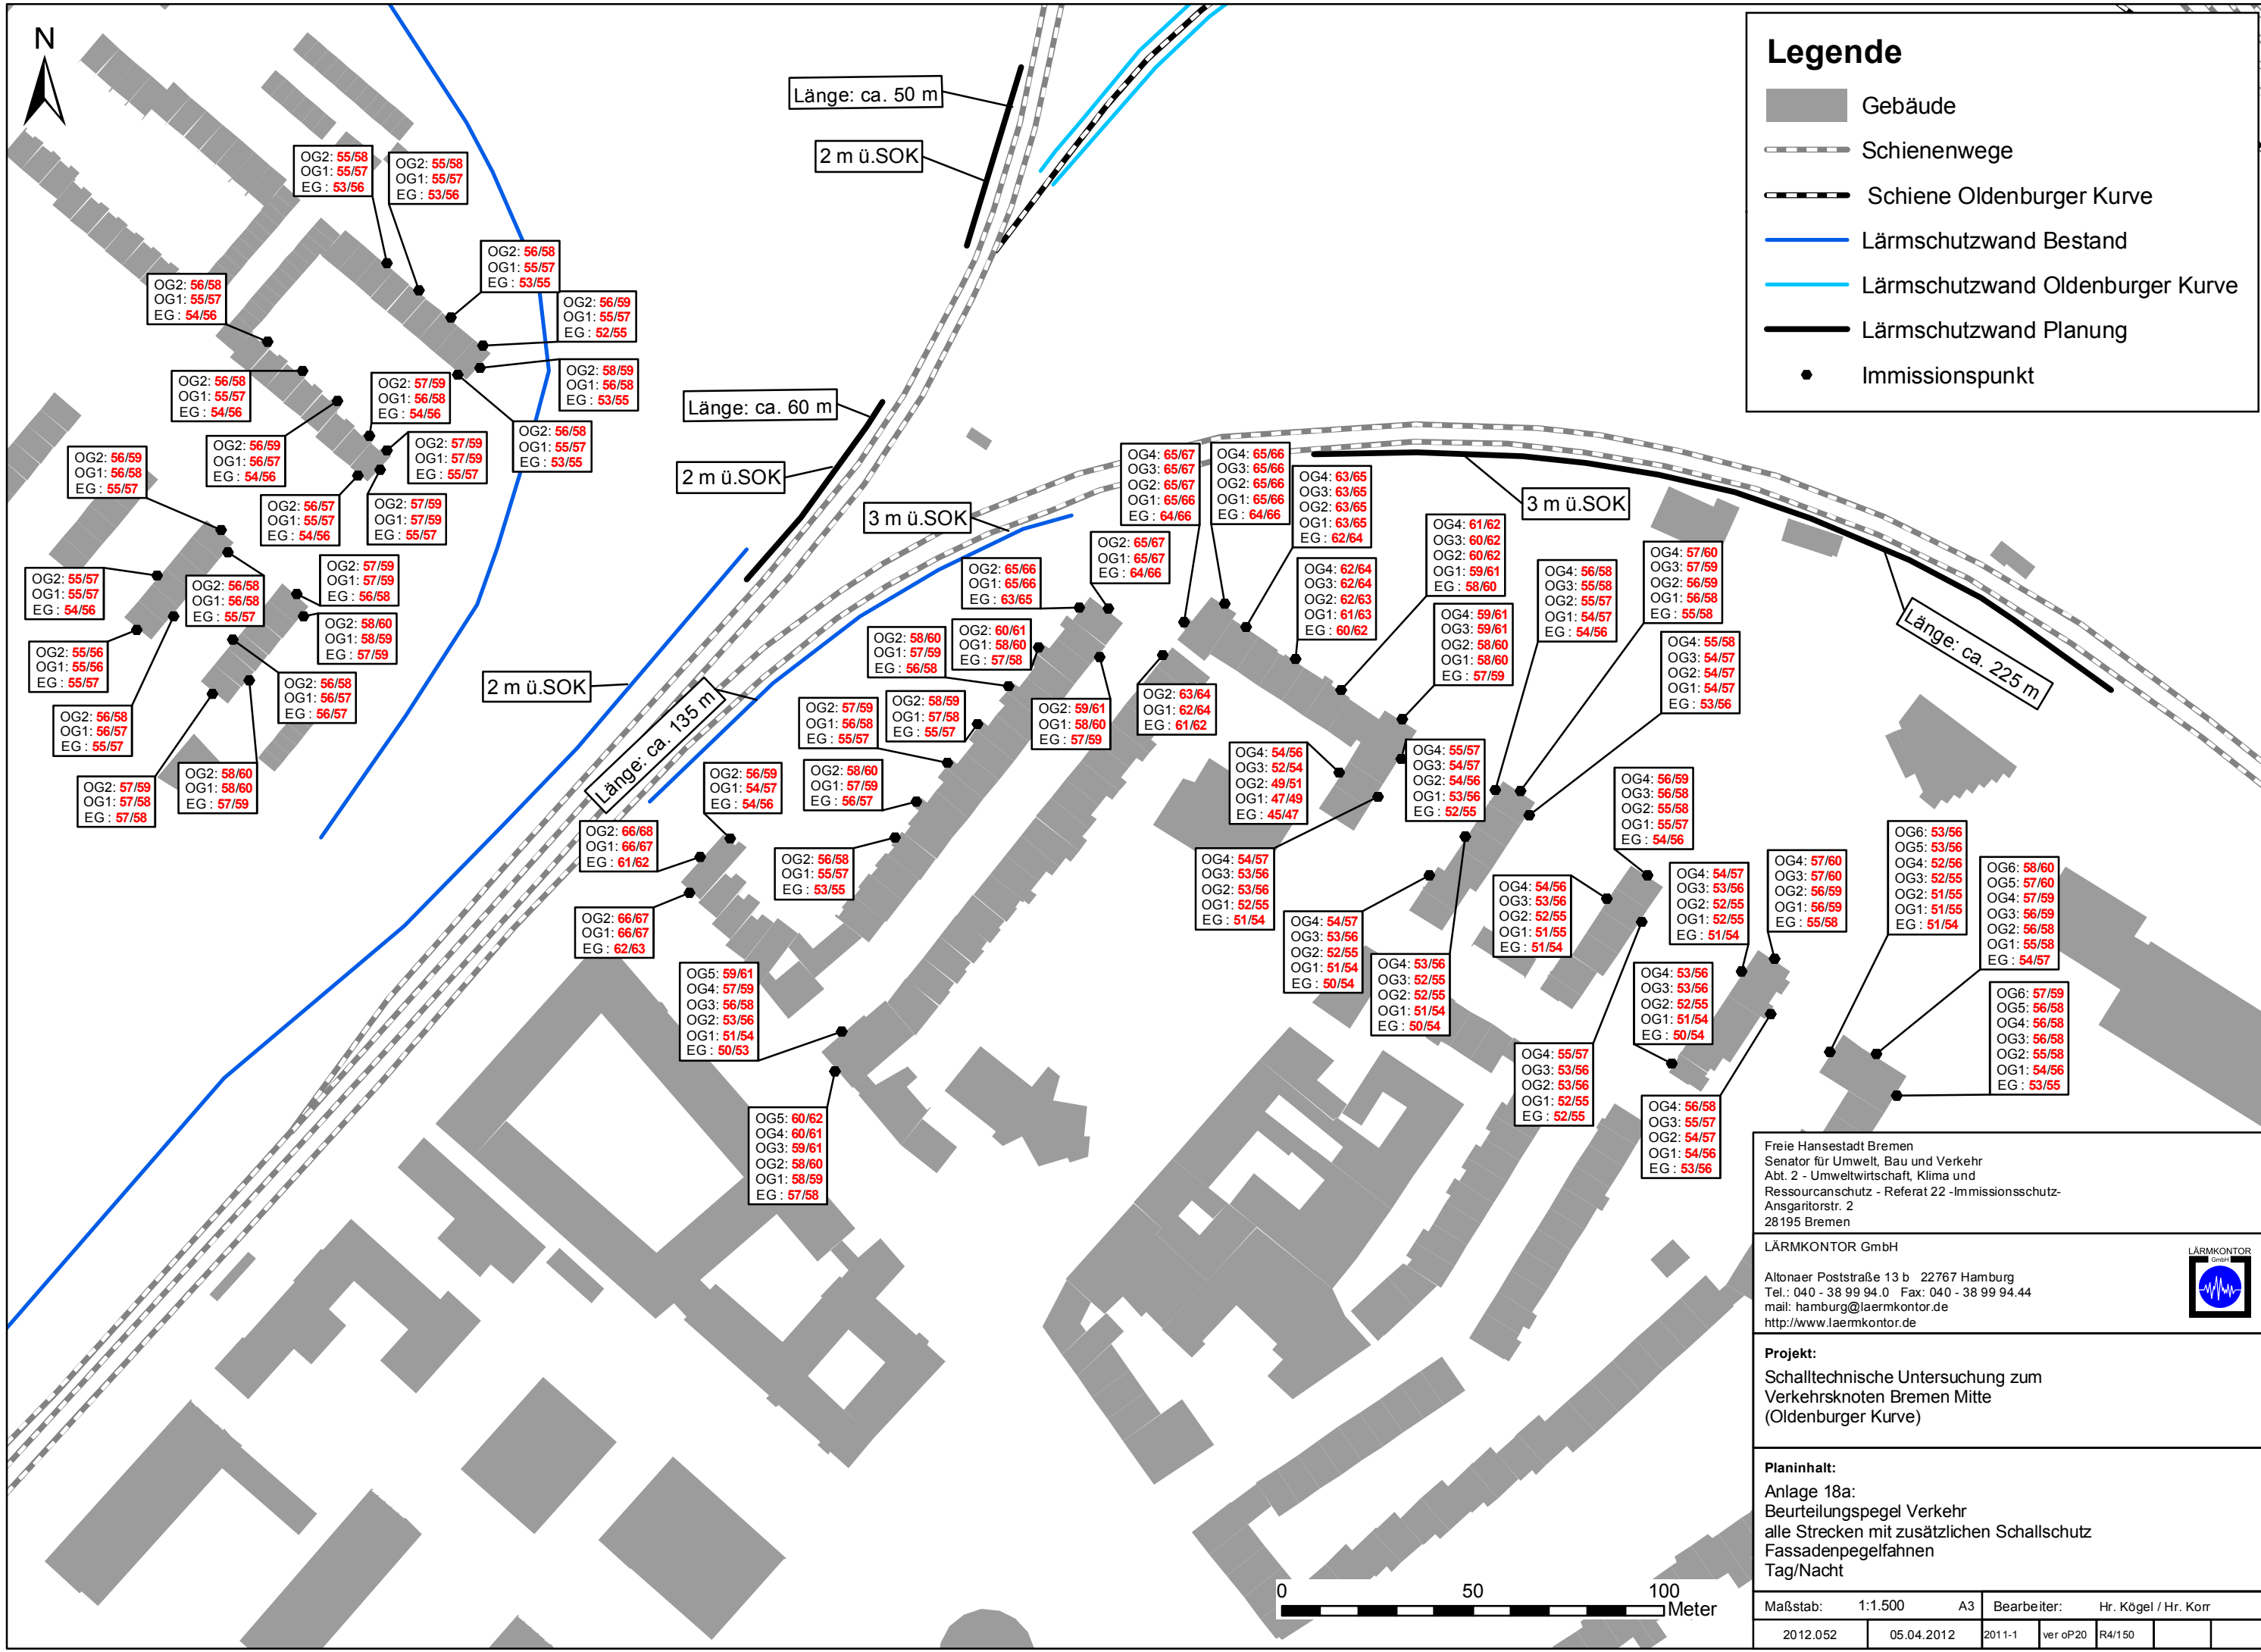 N
Länge: ca. 50 m
2 m ü.SOK
Legende
Gebäude
Schienenwege
Schiene Oldenburger Kurve
Lärmschutzwand Bestand
Lärmschutzwand Oldenburger Kurve
Lärmschutzwand Planung
Immissionspunkt
OG2: 55/58
OG1: 55/57
EG : 53/56
OG2: 55/58
OG1: 55/57
EG : 53/56
OG2: 56/58
OG1: 55/57
EG : 53/55
OG2: 56/59
OG1: 55/57
EG : 52/55
OG2: 56/58
OG1: 55/57
EG : 54/56
OG2: 58/59
OG1: 56/58
EG : 53/55
OG2: 56/58
OG1: 55/57
EG : 54/56
OG2: 57/59
OG1: 56/58
EG : 54/56
OG2: 56/58
OG1: 55/57
EG : 53/55
OG2: 56/59
OG1: 56/57
EG : 54/56
OG2: 57/59
OG1: 57/59
EG : 55/57
OG2: 56/59
OG1: 56/58
EG : 55/57
OG2: 56/57
OG1: 55/57
EG : 54/56
OG2: 57/59
OG1: 57/59
EG : 55/57
OG2: 55/57
OG1: 55/57
EG : 54/56
OG2: 56/58
OG1: 56/58
EG : 55/57
OG2: 57/59
OG1: 57/59
EG : 56/58
OG2: 58/60
OG1: 58/59
EG : 57/59
OG2: 55/56
OG1: 55/56
EG : 55/57
OG2: 56/58
OG1: 56/57
EG : 56/57
OG2: 56/58
OG1: 56/57
EG : 55/57
OG2: 57/59
OG1: 57/58
EG : 57/58
OG2: 58/60
OG1: 58/60
EG : 57/59
Länge: ca. 60 m
2 m ü.SOK
3 m ü.SOK
2 m ü.SOK
Länge: ca. 135 m
3 m ü.SOK
Länge: ca. 225 m
OG4: 65/67
OG3: 65/67
OG2: 65/67
OG1: 65/66
EG : 64/66
OG4: 65/66
OG3: 65/66
OG2: 65/66
OG1: 65/66
EG : 64/66
OG4: 63/65
OG3: 63/65
OG2: 63/65
OG1: 63/65
EG : 62/64
OG2: 65/67
OG1: 65/67
EG : 64/66
OG2: 65/66
OG1: 65/66
EG : 63/65
OG4: 62/64
OG3: 62/64
OG2: 62/63
OG1: 61/63
EG : 60/62
OG4: 61/62
OG3: 60/62
OG2: 60/62
OG1: 59/61
EG : 58/60
OG4: 59/61
OG3: 59/61
OG2: 58/60
OG1: 58/60
EG : 57/59
OG4: 56/58
OG3: 55/58
OG2: 55/57
OG1: 54/57
EG : 54/56
OG4: 57/60
OG3: 57/59
OG2: 56/59
OG1: 56/58
EG : 55/58
OG4: 55/58
OG3: 54/57
OG2: 54/57
OG1: 54/57
EG : 53/56
OG2: 58/60
OG1: 57/59
EG : 56/58
OG2: 60/61
OG1: 58/60
EG : 57/58
OG2: 57/59
OG1: 56/58
EG : 55/57
OG2: 58/59
OG1: 57/58
EG : 55/57
OG2: 59/61
OG1: 58/60
EG : 57/59
OG2: 63/64
OG1: 62/64
EG : 61/62
OG2: 56/59
OG1: 54/57
EG : 54/56
OG2: 58/60
OG1: 57/59
EG : 56/57
OG2: 66/68
OG1: 66/67
EG : 61/62
OG2: 56/58
OG1: 55/57
EG : 53/55
OG2: 66/67
OG1: 66/67
EG : 62/63
OG5: 59/61
OG4: 57/59
OG3: 56/58
OG2: 53/56
OG1: 51/54
EG : 50/53
OG5: 60/62
OG4: 60/61
OG3: 59/61
OG2: 58/60
OG1: 58/59
EG : 57/58
OG4: 54/56
OG3: 52/54
OG2: 49/51
OG1: 47/49
EG : 45/47
OG4: 55/57
OG3: 54/57
OG2: 54/56
OG1: 53/56
EG : 52/55
OG4: 54/57
OG3: 53/56
OG2: 53/56
OG1: 52/55
EG : 51/54
OG4: 54/57
OG3: 53/56
OG2: 52/55
OG1: 51/54
EG : 50/54
OG4: 53/56
OG3: 52/55
OG2: 52/55
OG1: 51/54
EG : 50/54
OG4: 54/56
OG3: 53/56
OG2: 52/55
OG1: 51/55
EG : 51/54
OG4: 56/59
OG3: 56/58
OG2: 55/58
OG1: 55/57
EG : 54/56
OG4: 54/57
OG3: 53/56
OG2: 52/55
OG1: 52/55
EG : 51/54
OG4: 57/60
OG3: 57/60
OG2: 56/59
OG1: 56/59
EG : 55/58
OG4: 53/56
OG3: 53/56
OG2: 52/55
OG1: 51/54
EG : 50/54
OG4: 55/57
OG3: 53/56
OG2: 53/56
OG1: 52/55
EG : 52/55
OG4: 56/58
OG3: 55/57
OG2: 54/57
OG1: 54/56
EG : 53/56
OG6: 53/56
OG5: 53/56
OG4: 52/56
OG3: 52/55
OG2: 51/55
OG1: 51/55
EG : 51/54
OG6: 58/60
OG5: 57/60
OG4: 57/59
OG3: 56/59
OG2: 56/58
OG1: 55/58
EG : 54/57
OG6: 57/59
OG5: 56/58
OG4: 56/58
OG3: 56/58
OG2: 55/58
OG1: 54/56
EG : 53/55
Freie Hansestadt Bremen
Senator für Umwelt, Bau und Verkehr
Abt. 2 - Umweltwirtschaft, Klima und
Ressourcanschutz - Referat 22 -Immissionsschutz-
Ansgaritorstr. 2
28195 Bremen
LÄRMKONTOR GmbH
Altonaer Poststraße 13 b 22767 Hamburg
Tel.: 040 - 38 99 94.0 Fax: 040 - 38 99 94.44
mail: hamburg@laermkontor.de
http://www.laermkontor.de
LÄRMKONTOR
GmbH
Projekt:
Schalltechnische Untersuchung zum
Verkehrsknoten Bremen Mitte
(Oldenburger Kurve)
Planinhalt:
Anlage 18a:
Beurteilungspegel Verkehr
alle Strecken mit zusätzlichen Schallschutz
Fassadenpegelfahnen
Tag/Nacht
Maßstab: 1:1.500 A3 Bearbeiter: Hr. Kögel / Hr. Korr
2012.052 05.04.2012 2011-1 ver oP20 R4/150
0 50 100
Meter